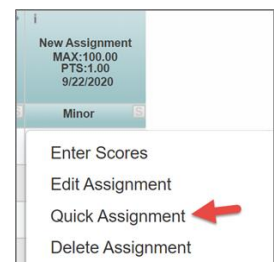 i
New Assignment
MAX:100.00
PTS:1.00
9/22/2020
Minor
S
Enter Scores
Edit Assignment
Quick Assignment
Delete Assignment